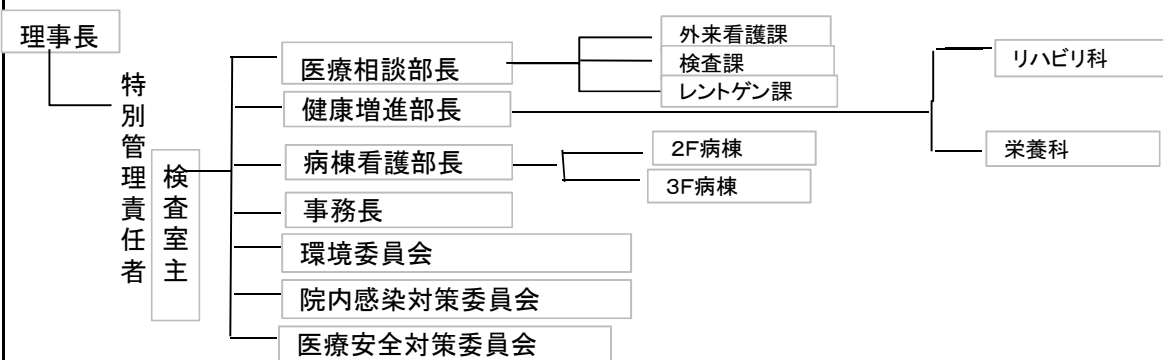 理事長
特別管理責任者
検査室主
医療相談部長
外来看護課
検査課
レントゲン課
健康増進部長
リハビリ科
栄養科
病棟看護部長
2F病棟
3F病棟
事務長
環境委員会
院内感染対策委員会
医療安全対策委員会